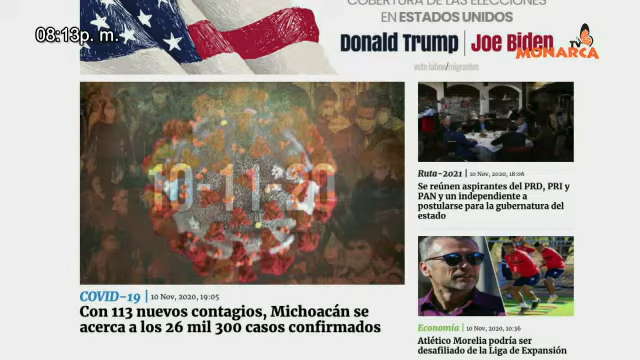 COBERTURA DE LAS ELECCIONES
EN ESTADOS UNIDOS
08:13p. m.
Donald Trump | Joe Biden
TV
MONARCA
voto latino/migrantes
10-11-20
COVID-19 | 10 Nov, 2020, 19:05
Con 113 nuevos contagios, Michoacán se
acerca a los 26 mil 300 casos confirmados
Ruta-2021 | 10 Nov, 2020, 18:06
Se reúnen aspirantes del PRD, PRI y
PAN y un independiente a
postularse para la gubernatura del
estado
Economía | 10 Nov, 2020, 10:36
Atlético Morelia podría ser
desafiliado de la Liga de Expansión